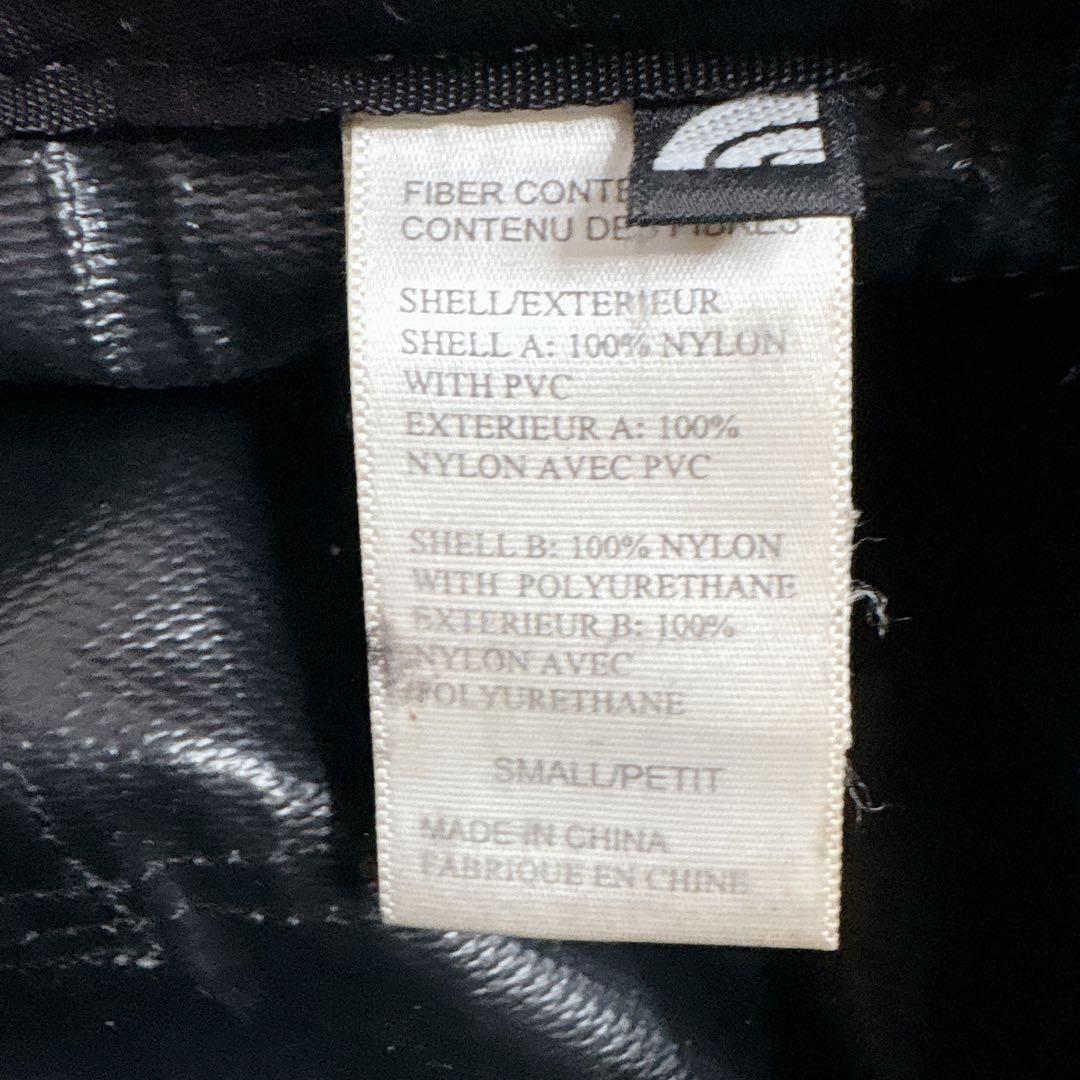 FIBER CONTE
CONTENU DE FIBRES
SHELL/EXTERIEUR
SHELL A: 100% NYLON
WITH PVC
EXTERIEUR A: 100%
NYLON AVEC PVC
SHELL B: 100% NYLON
WITH POLYURETHANE
EXTERIEUR B: 100%
NYLON AVEC
POLYURETHANE
SMALL/PETIT
MADE IN CHINA
FABRIQUE EN CHINE